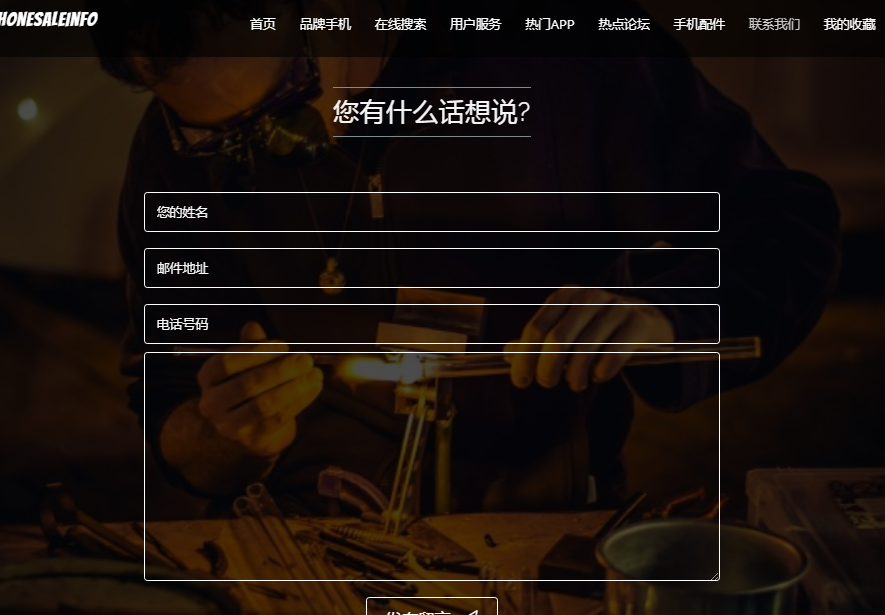 HONESALEINFO
首页 品牌手机 在线搜索 用户服务 热门APP 热点论坛 手机配件 联系我们 我的收藏
您有什么话想说?
您的姓名
邮件地址
电话号码